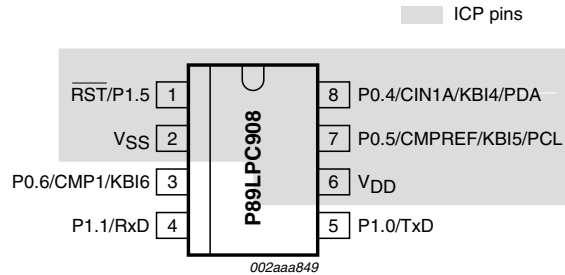 ICP pins
RST/P1.5 1
8 P0.4/CIN1A/KBI4/PDA
VSS 2
7 P0.5/CMPREF/KBI5/PCL
P0.6/CMP1/KBI6 3
6 VDD
P1.1/RxD 4
5 P1.0/TxD
P89LPC908
002aaa849